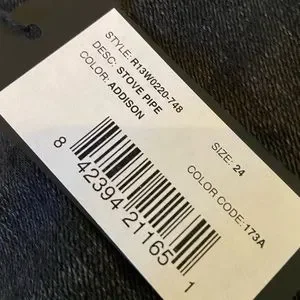 STYLE: R13W0220-748
DESC: STOVE PIPE
COLOR: ADDISON
SIZE: 24
COLOR CODE: 173A
8 42394 21165 1